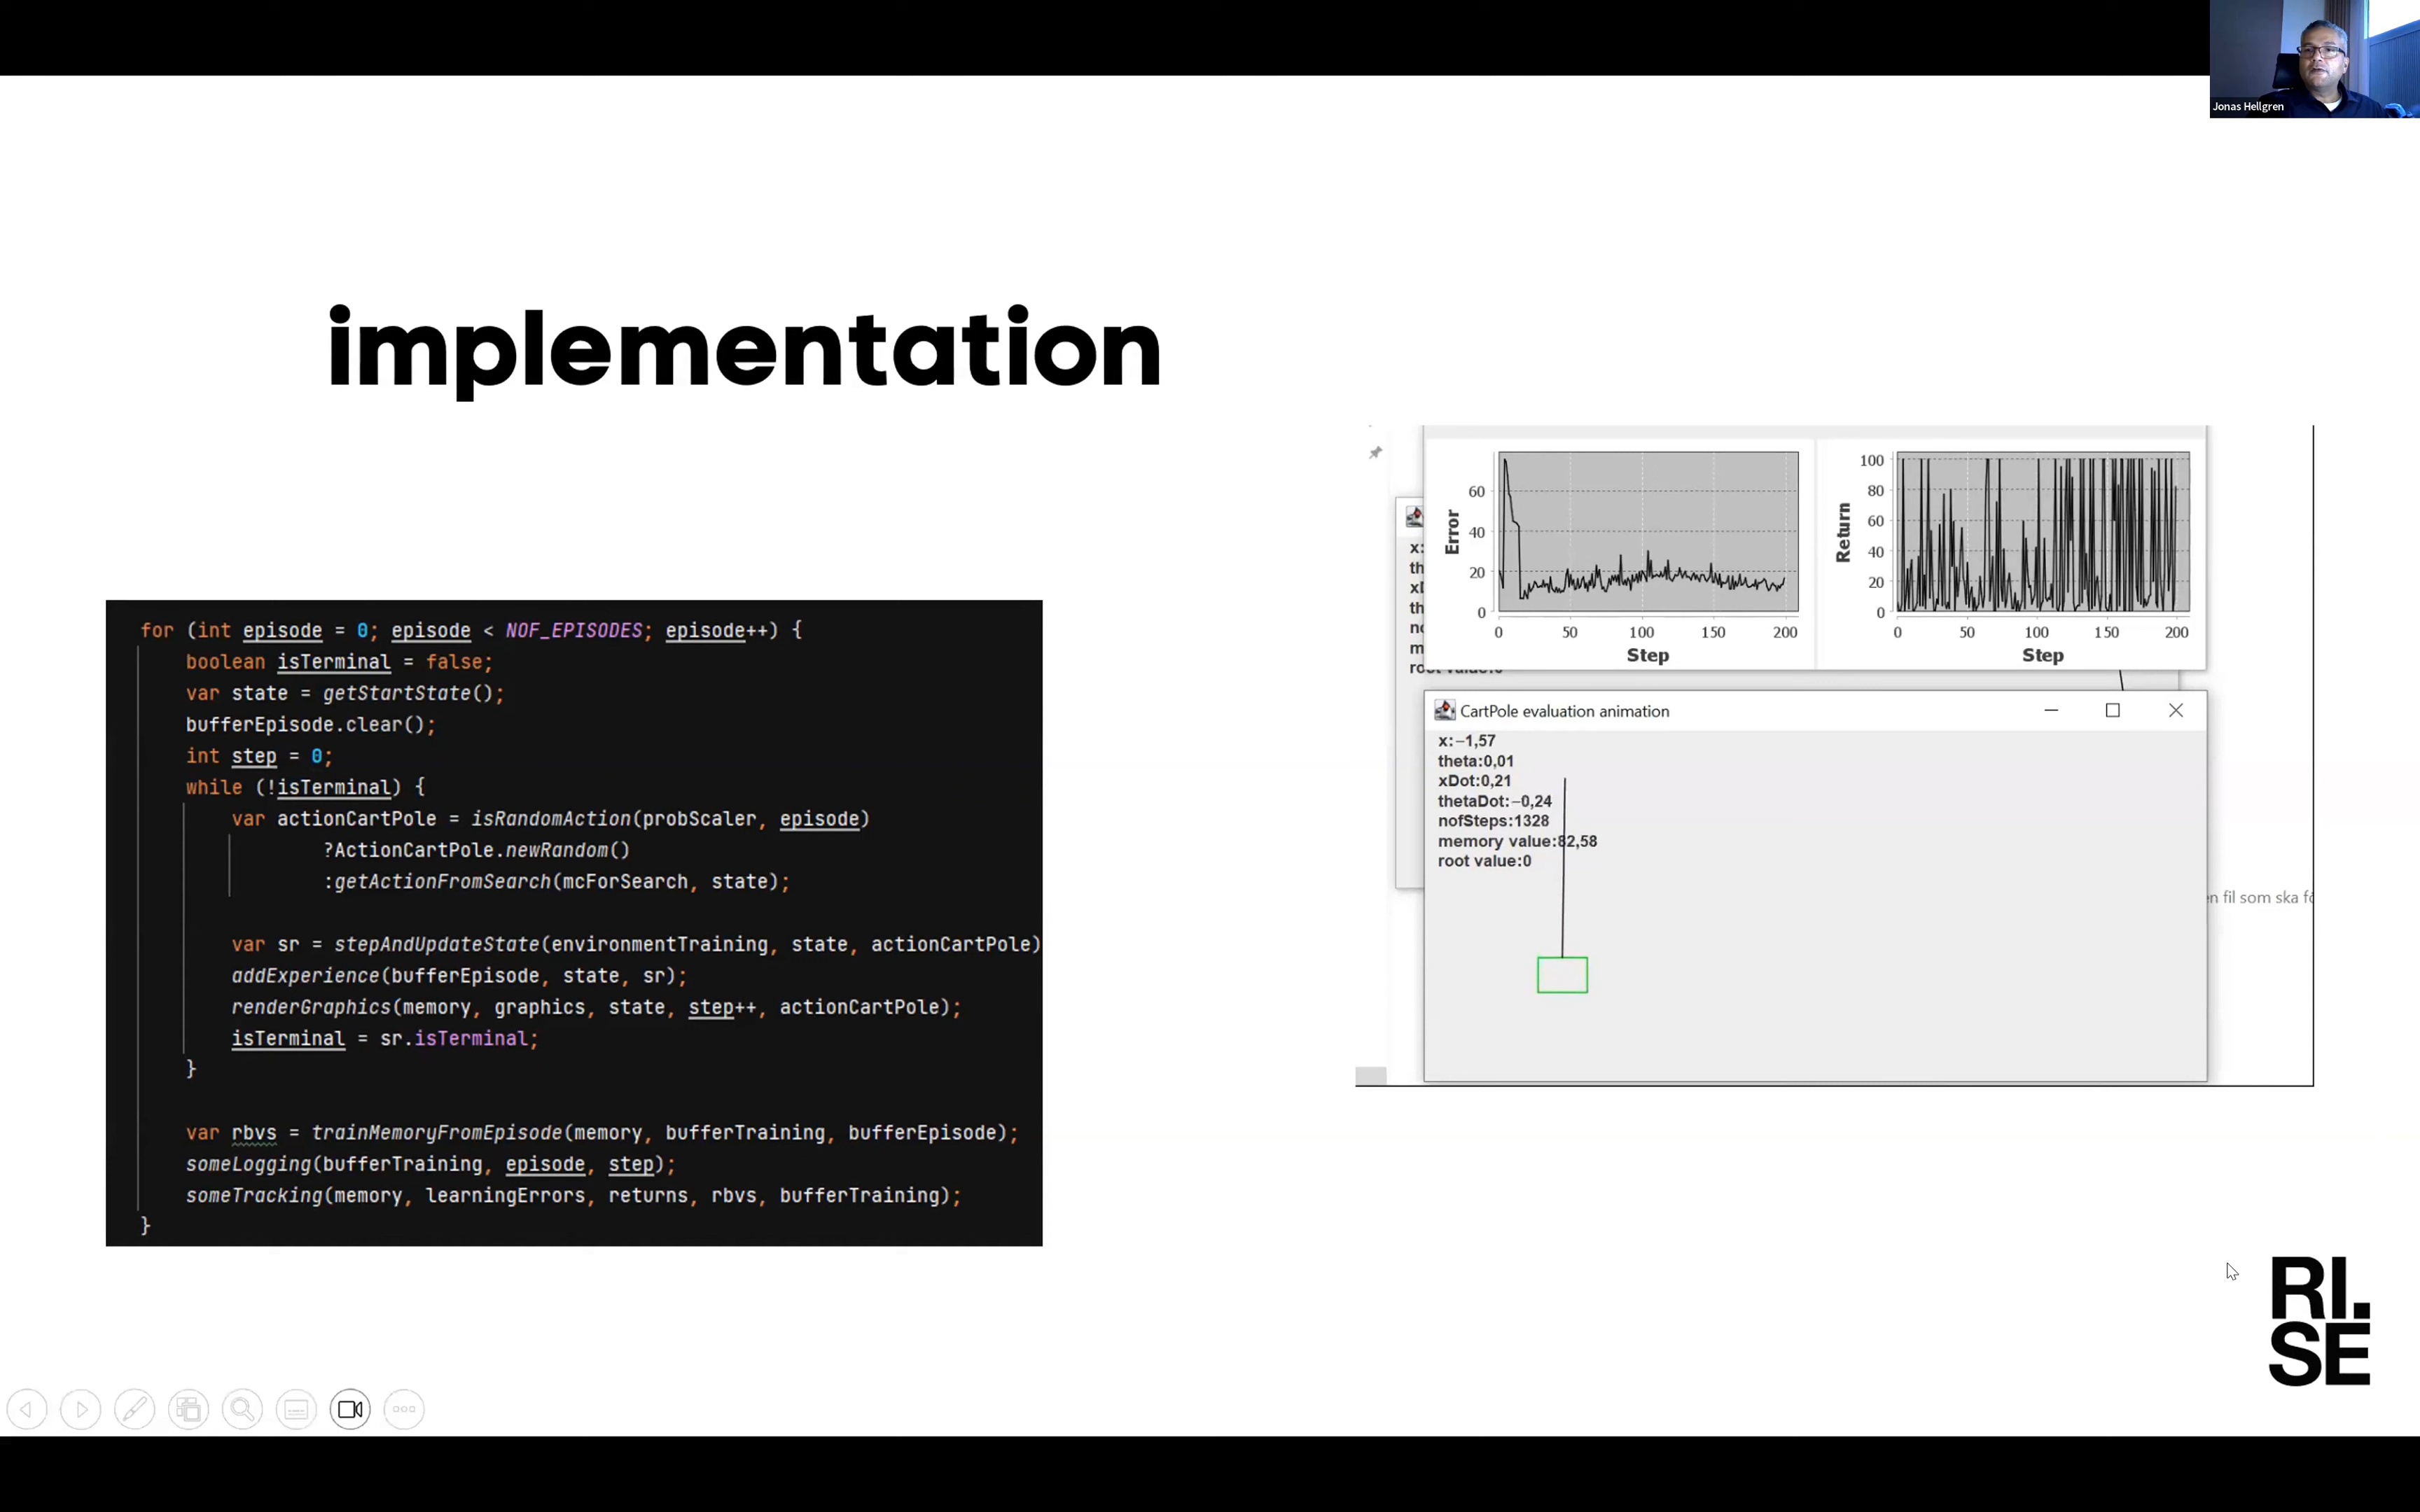 Jonas Hellgren
implementation
for (int episode = 0; episode < NOF_EPISODES; episode++) {
boolean isTerminal = false;
var state = getStartState();
bufferEpisode.clear();
int step = 0;
while (!isTerminal) {
var actionCartPole = isRandomAction(probScaler, episode)
?ActionCartPole.newRandom()
:getActionFromSearch(mcForSearch, state);
var sr = stepAndUpdateState(environmentTraining, state, actionCartPole)
addExperience(bufferEpisode, state, sr);
renderGraphics(memory, graphics, state, step++, actionCartPole);
isTerminal = sr.isTerminal;
}
var rbvs = trainMemoryFromEpisode(memory, bufferTraining, bufferEpisode);
someLogging(bufferTraining, episode, step);
someTracking(memory, learningErrors, returns, rbvs, bufferTraining);
}
Error
60
40
20
0
0 50 100 150 200
Step
Return
100
80
60
40
20
0
0 50 100 150 200
Step
x:
th
xD
th
no
m
CartPole evaluation animation
x:−1,57
theta:0,01
xDot:0,21
thetaDot:−0,24
nofSteps:1328
memory value:82,58
root value:0
n fil som ska fö
RI.
SE